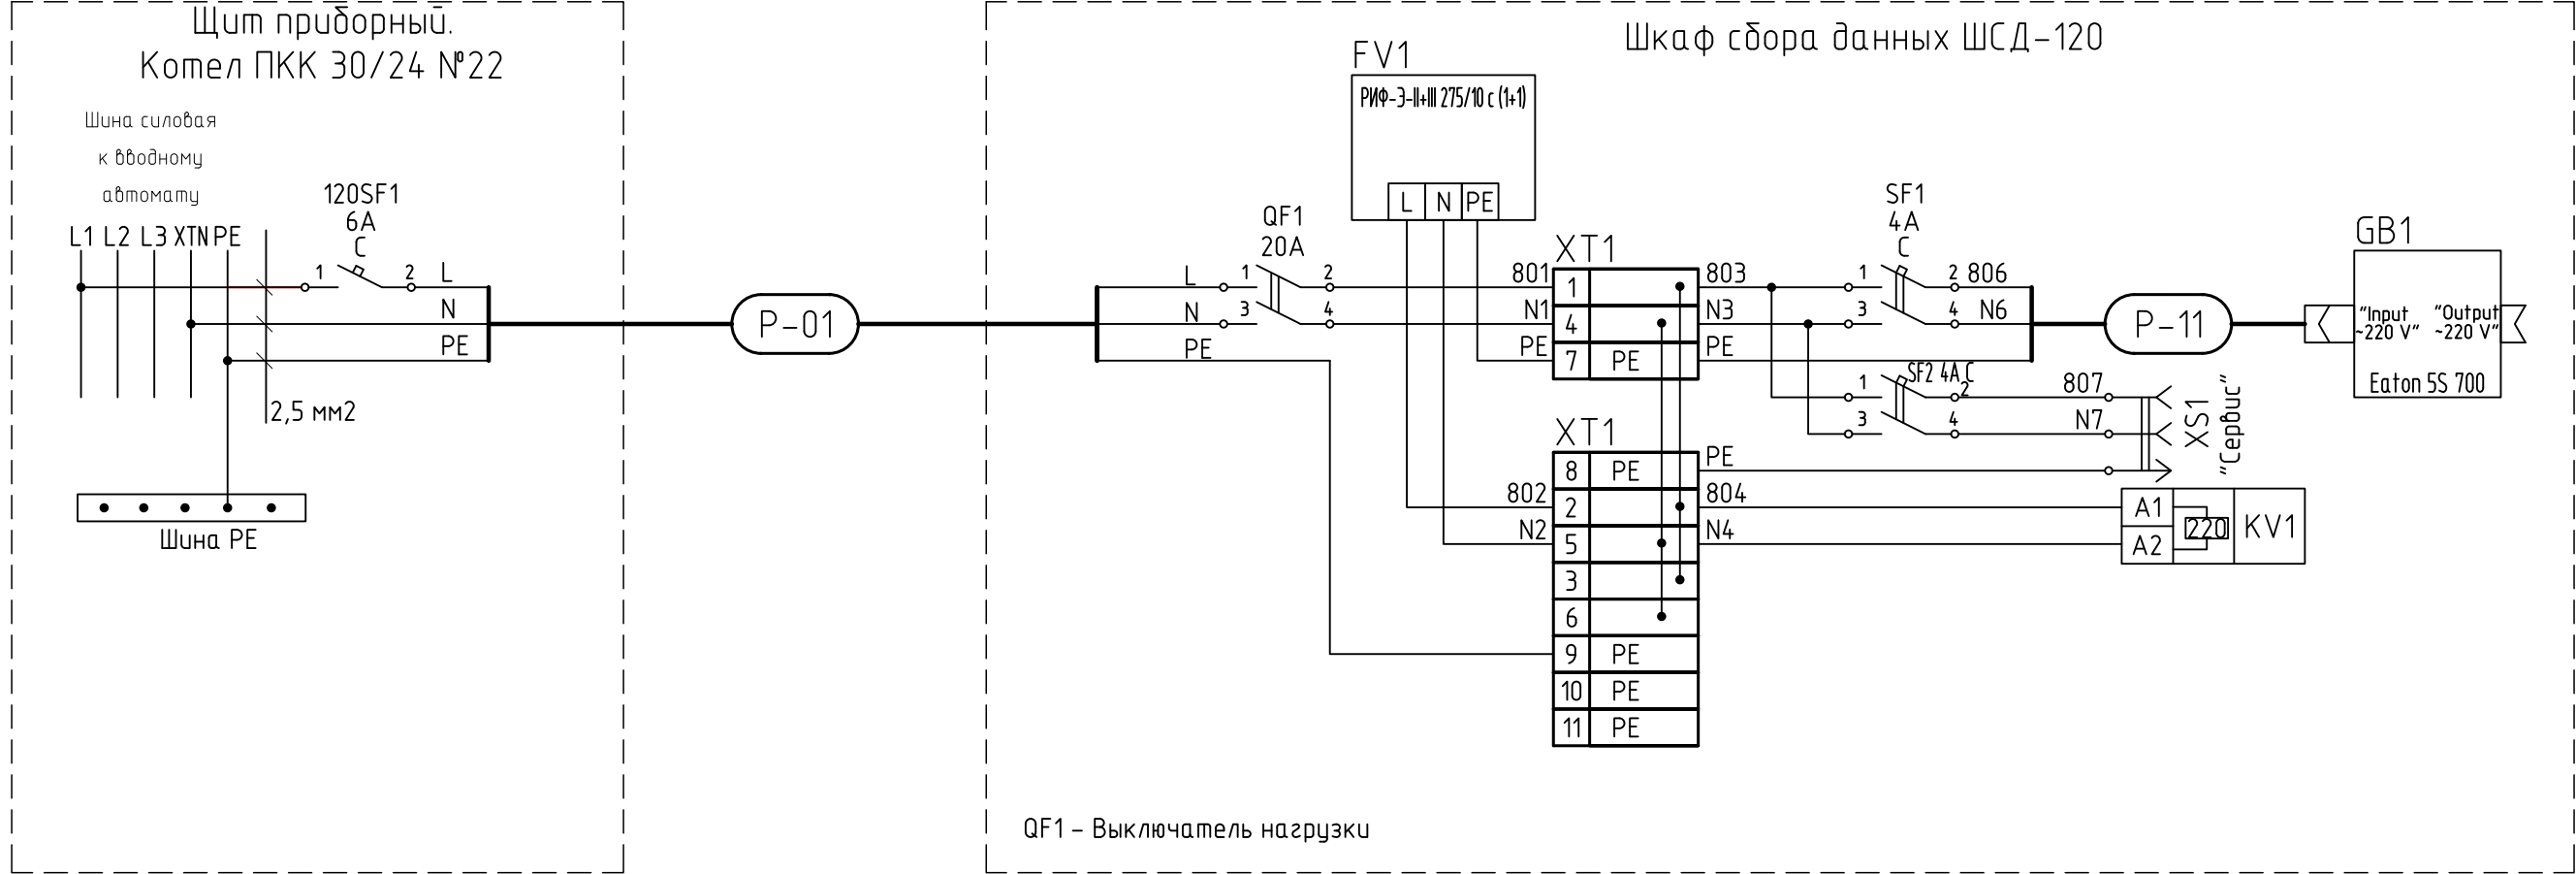 Щит приборный.
Котел ПКК 30/24 №22
Шина силовая
к вводному
автомату
L1 L2 L3 XTN PE
120SF1
6А
С
1 2
L
N
PE
2,5 мм2
Шина PE
P-01
Шкаф сбора данных ШСД-120
FV1
РИФ-Э-II+III 275/10 с (1+1)
L N PE
QF1
20А
L 1 2
N 3 4
PE
XT1
801 1 803
N1 4 N3
PE 7 PE PE
SF1
4А
С
1 2 806
3 4 N6
P-11
GB1
"Input
~220 V"
"Output
~220 V"
Eaton 5S 700
SF2 4А С
1 2 807
3 4 N7
XS1
"Сервис"
XT1
8 PE PE
802 2 804
N2 5 N4
3
6
9 PE
10 PE
11 PE
A1
A2
220
KV1
QF1 - Выключатель нагрузки